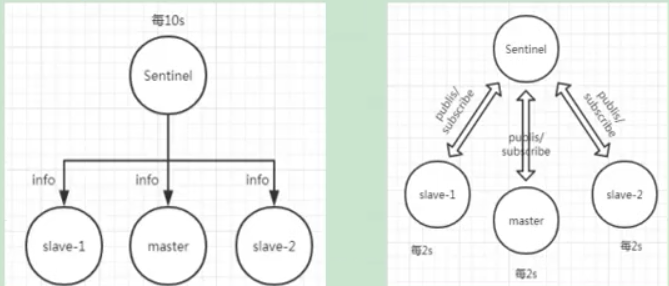 每10s
Sentinel
info
info
info
slave-1
master
slave-2
Sentinel
publis/
subscribe
publis/
subscribe
publis/
subscribe
slave-1
master
slave-2
每2s
每2s
每2s